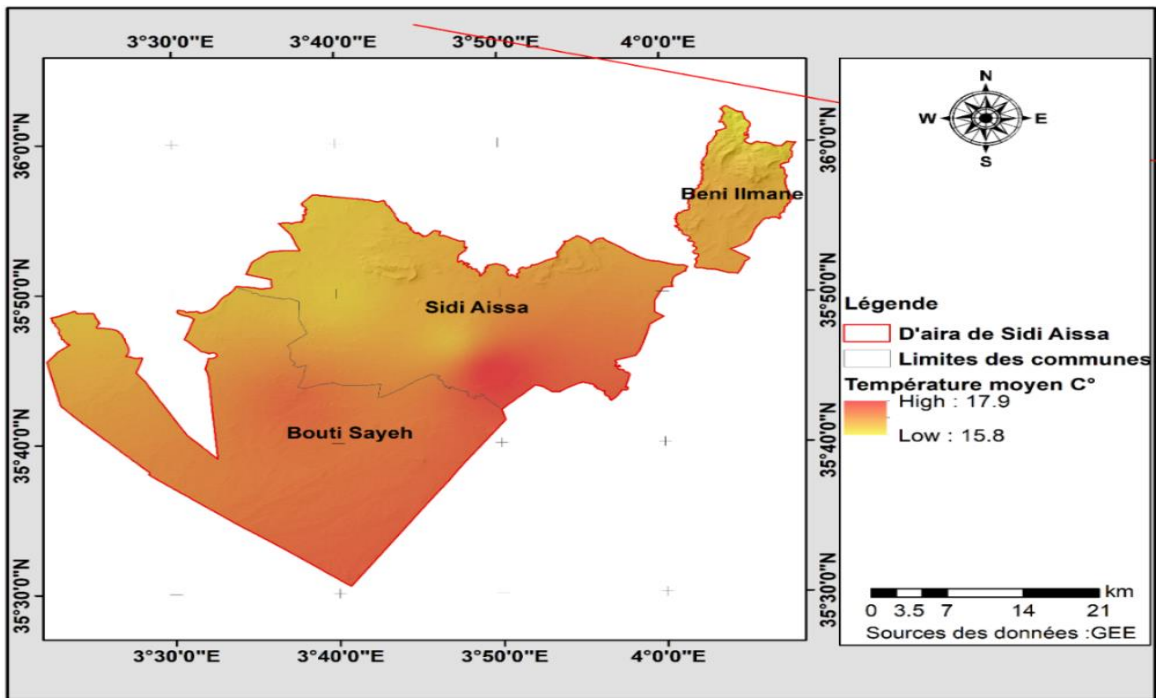 3°30'0"E 3°40'0"E 3°50'0"E 4°0'0"E
36°0'0"N
35°50'0"N
35°40'0"N
35°30'0"N
Beni Ilmane
Sidi Aissa
Bouti Sayeh
36°0'0"N
35°50'0"N
35°40'0"N
35°30'0"N
3°30'0"E 3°40'0"E 3°50'0"E 4°0'0"E
N
W E
S
Légende
D'aira de Sidi Aissa
Limites des communes
Température moyen C°
High : 17.9
Low : 15.8
km
0 3.5 7 14 21
Sources des données :GEE